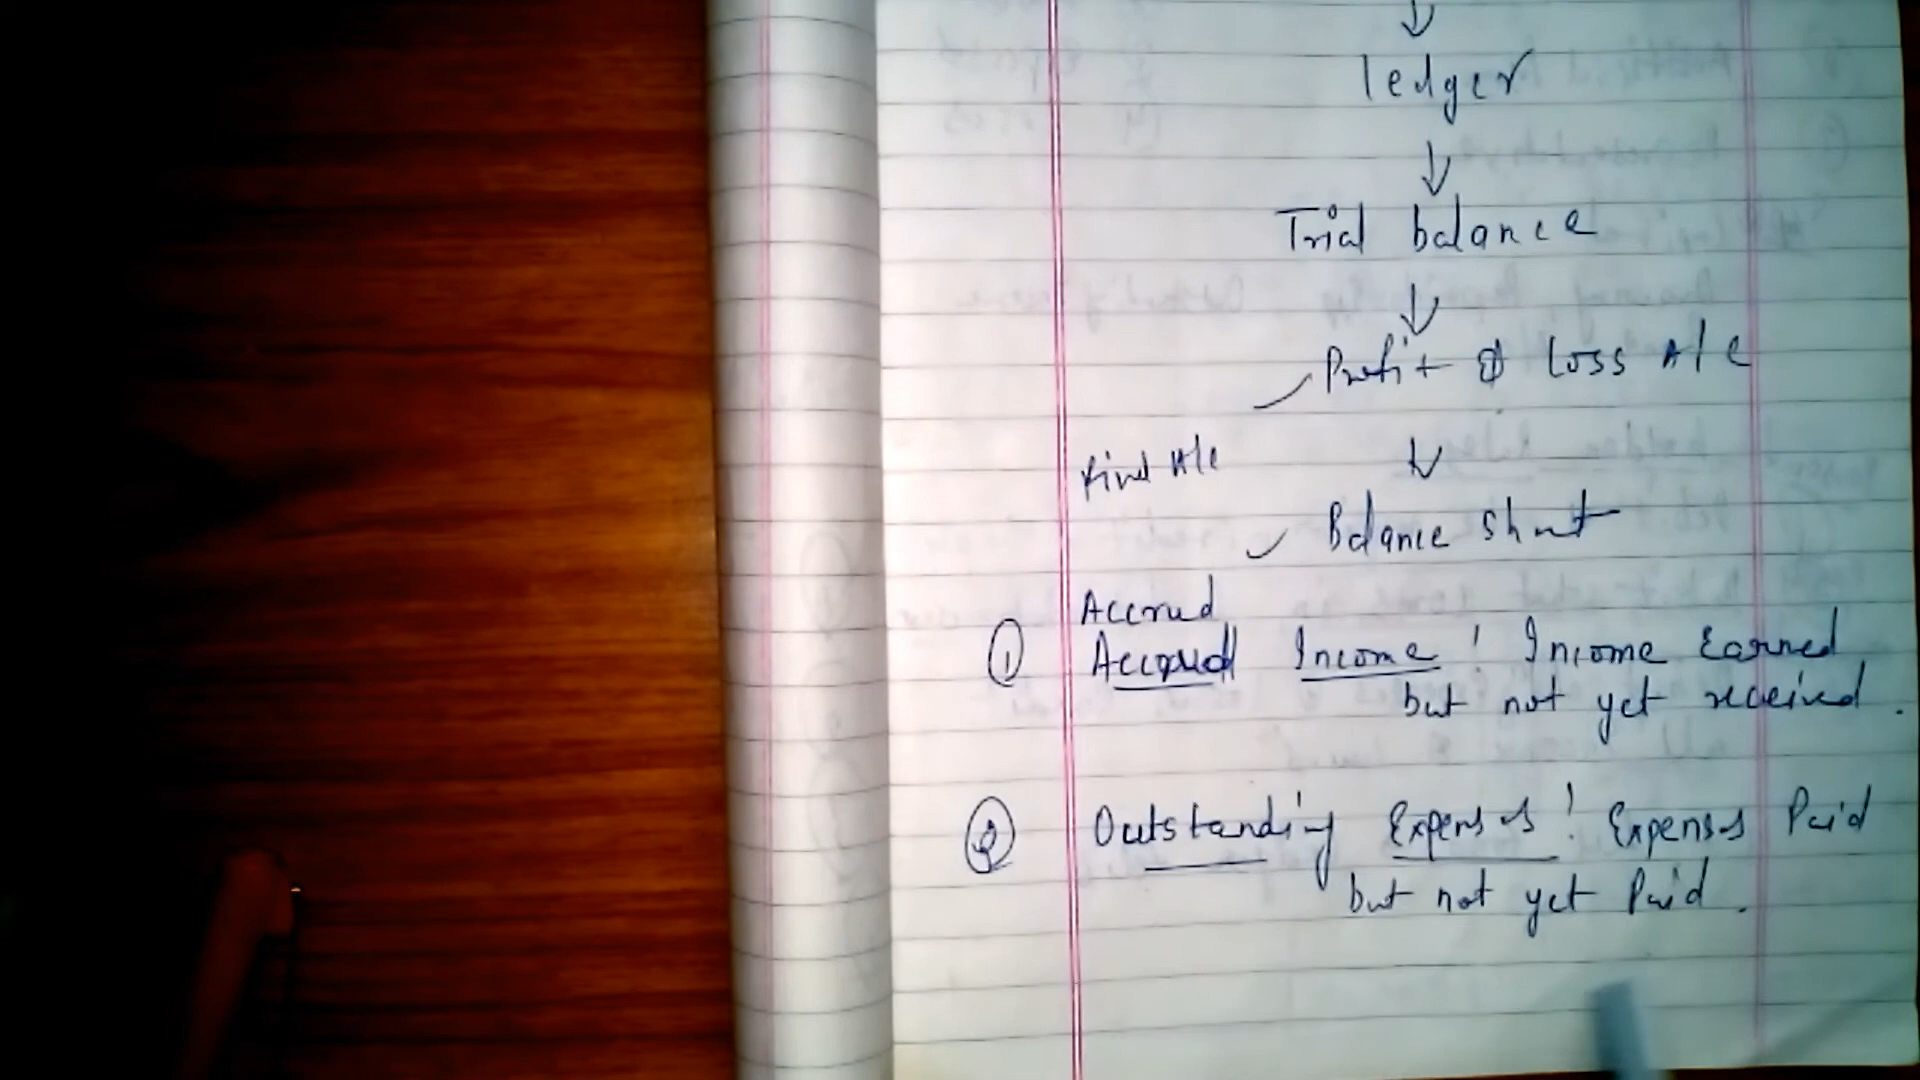 ↓
ledger
↓
Trial balance
↓
Profit & Loss A/c
Final A/c
↓
Balance sheet
Accrued
① Accrued Income : Income Earned
but not yet received.
② Outstanding Expenses : Expenses Paid
but not yet Paid.